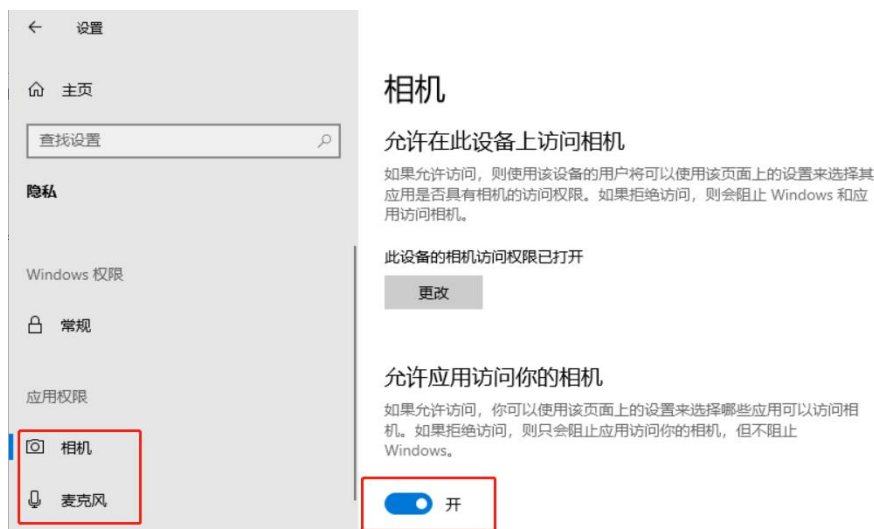 设置
主页
查找设置
隐私
Windows 权限
常规
应用权限
相机
麦克风
相机
允许在此设备上访问相机
如果允许访问，则使用该设备的用户将可以使用该页面上的设置来选择其
应用是否具有相机的访问权限。如果拒绝访问，则会阻止 Windows 和应
用访问相机。
此设备的相机访问权限已打开
更改
允许应用访问你的相机
如果允许访问，你可以使用该页面上的设置来选择哪些应用可以访问相
机。如果拒绝访问，则只会阻止应用访问你的相机，但不阻止
Windows。
开